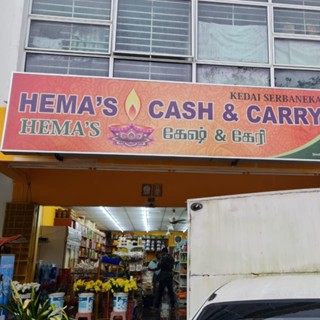 KEDAI SERBANEKA
HEMA'S CASH & CARRY
HEMA'S கேஷ் & கேரி